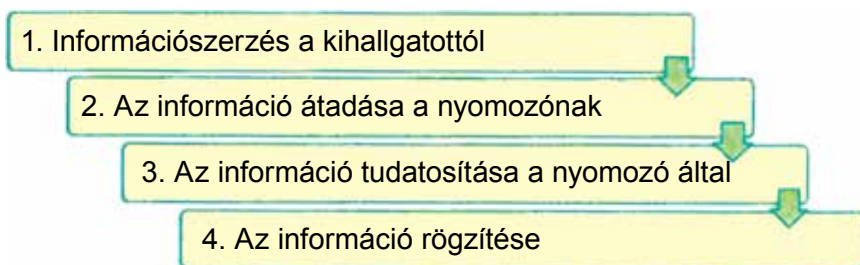 1. Információszerzés a kihallgatottól
2. Az információ átadása a nyomozónak
3. Az információ tudatosítása a nyomozó által
4. Az információ rögzítése